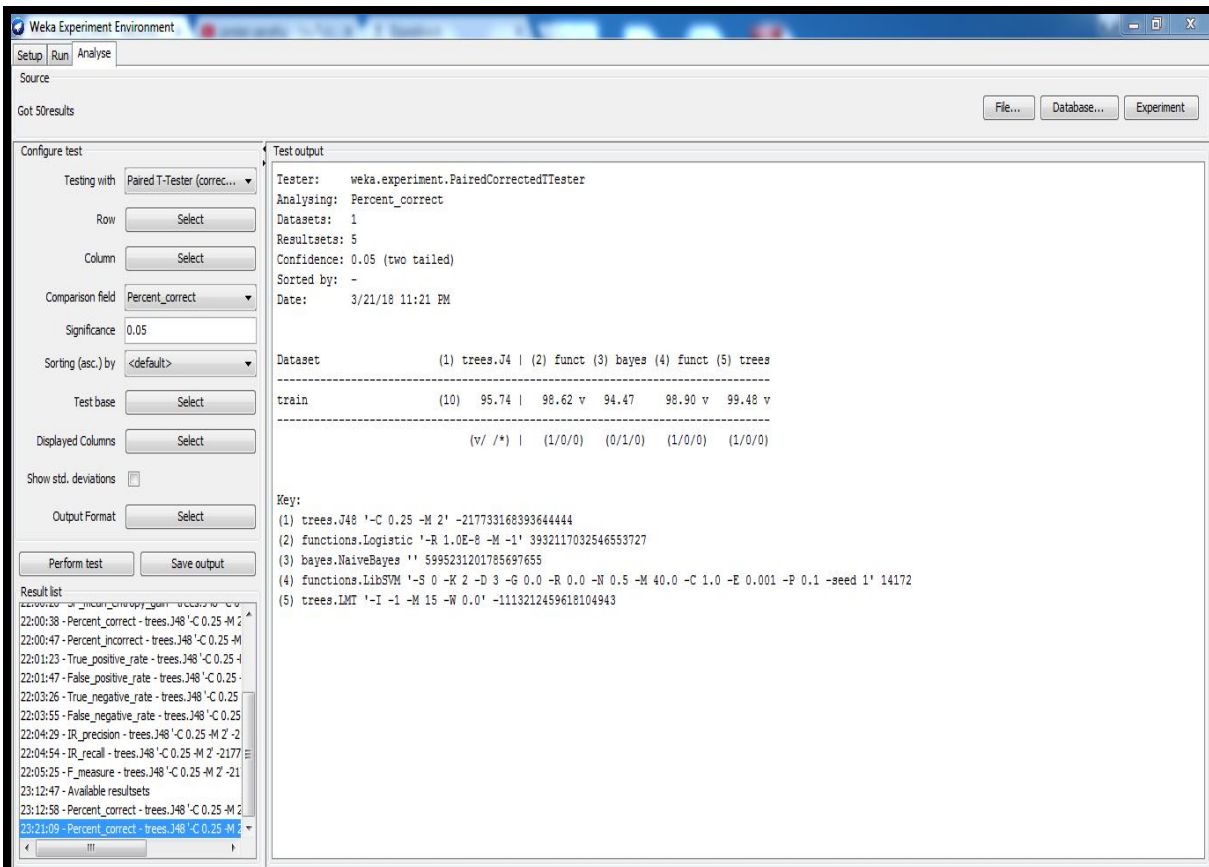 Weka Experiment Environment
Setup Run Analyse
Source
Got 50results
File... Database... Experiment
Configure test
Testing with Paired T-Tester (correc...
Row Select
Column Select
Comparison field Percent_correct
Significance 0.05
Sorting (asc.) by <default>
Test base Select
Displayed Columns Select
Show std. deviations
Output Format Select
Perform test Save output
Result list
22:00:38 - Percent_correct - trees.J48 '-C 0.25 -M 2
22:00:47 - Percent_incorrect - trees.J48 '-C 0.25 -M
22:01:23 - True_positive_rate - trees.J48 '-C 0.25 -
22:01:47 - False_positive_rate - trees.J48 '-C 0.25 -
22:03:26 - True_negative_rate - trees.J48 '-C 0.25
22:03:55 - False_negative_rate - trees.J48 '-C 0.25
22:04:29 - IR_precision - trees.J48 '-C 0.25 -M 2' -2
22:04:54 - IR_recall - trees.J48 '-C 0.25 -M 2' -2177
22:05:25 - F_measure - trees.J48 '-C 0.25 -M 2' -21
23:12:47 - Available resultsets
23:12:58 - Percent_correct - trees.J48 '-C 0.25 -M 2
23:21:09 - Percent_correct - trees.J48 '-C 0.25 -M 2
Test output
Tester: weka.experiment.PairedCorrectedTTester
Analysing: Percent_correct
Datasets: 1
Resultsets: 5
Confidence: 0.05 (two tailed)
Sorted by: -
Date: 3/21/18 11:21 PM
Dataset (1) trees.J4 | (2) funct (3) bayes (4) funct (5) trees
--------------------------------------------------------------------------------
train (10) 95.74 | 98.62 v 94.47 98.90 v 99.48 v
--------------------------------------------------------------------------------
(v/ /*) | (1/0/0) (0/1/0) (1/0/0) (1/0/0)
Key:
(1) trees.J48 '-C 0.25 -M 2' -217733168393644444
(2) functions.Logistic '-R 1.0E-8 -M -1' 3932117032546553727
(3) bayes.NaiveBayes '' 5995231201785697655
(4) functions.LibSVM '-S 0 -K 2 -D 3 -G 0.0 -R 0.0 -N 0.5 -M 40.0 -C 1.0 -E 0.001 -P 0.1 -seed 1' 14172
(5) trees.LMT '-I -1 -M 15 -W 0.0' -1113212459618104943